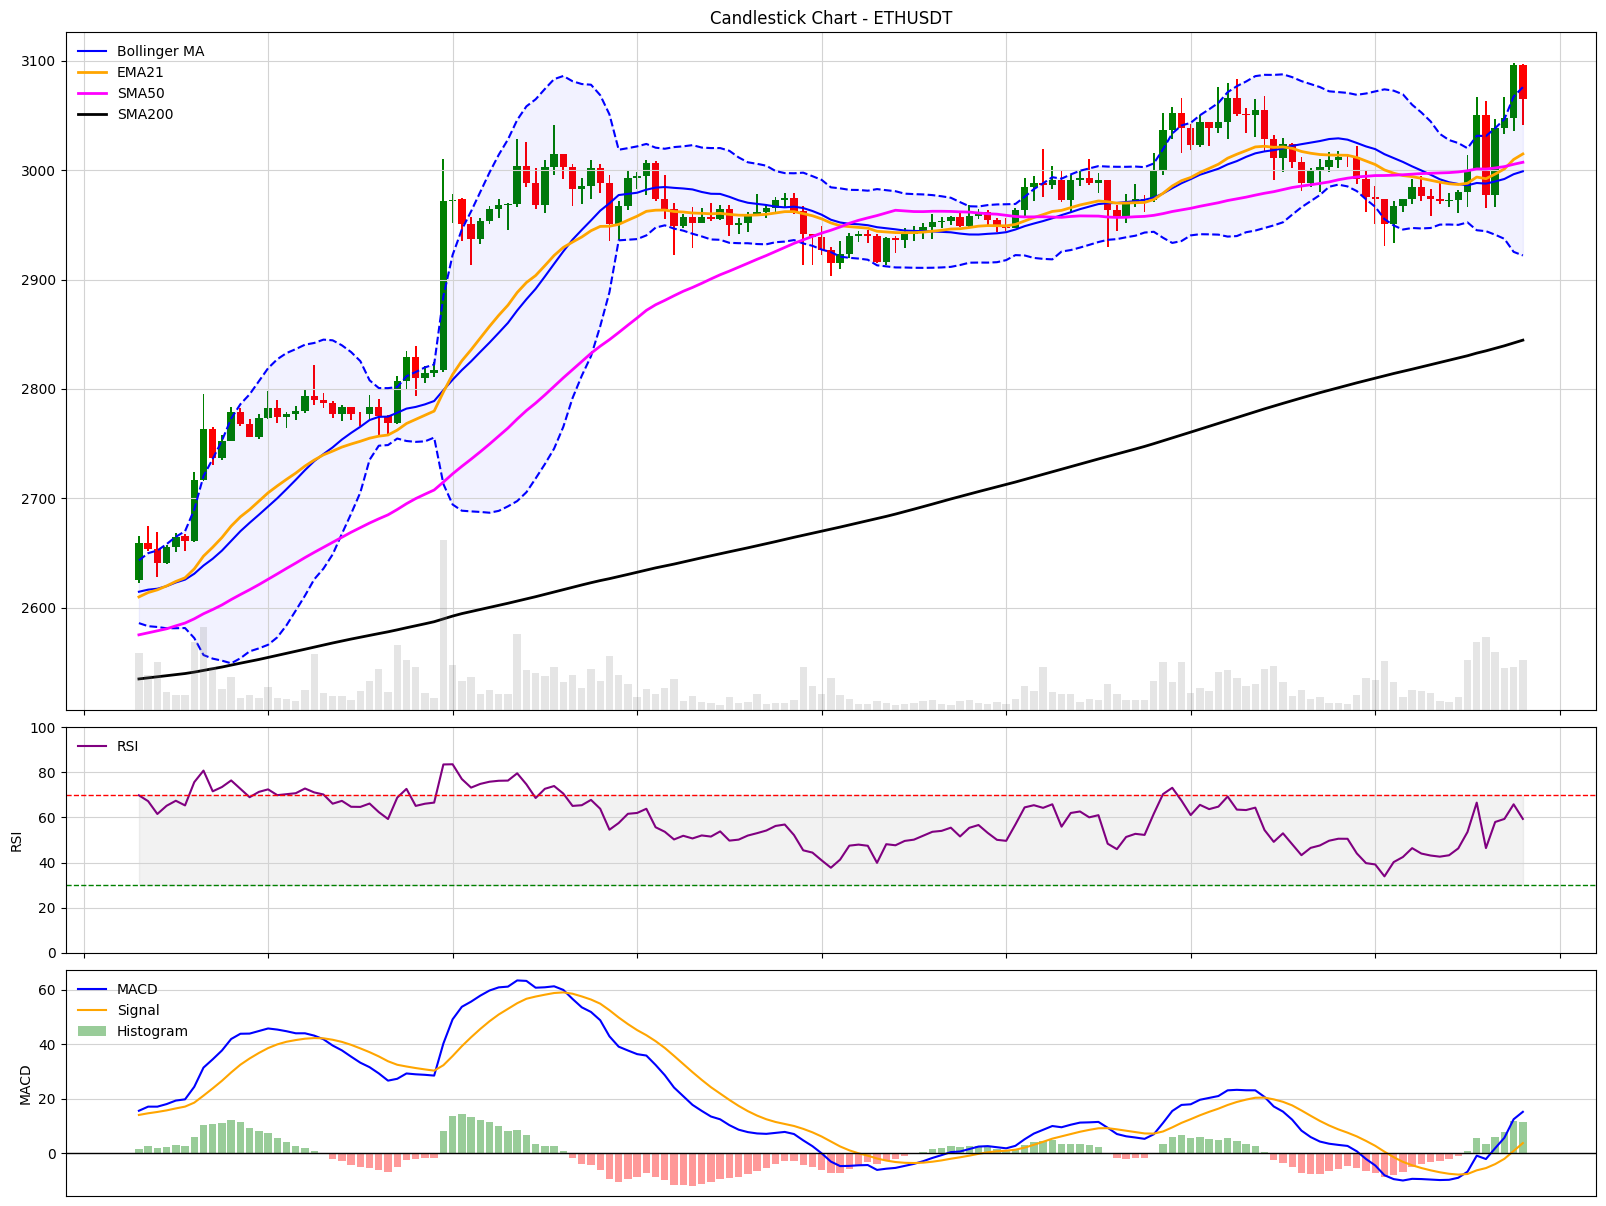 Candlestick Chart - ETHUSDT
Bollinger MA
EMA21
SMA50
SMA200
3100
3000
2900
2800
2700
2600
RSI
100
80
60
40
20
0
RSI
MACD
Signal
Histogram
60
40
20
0
MACD